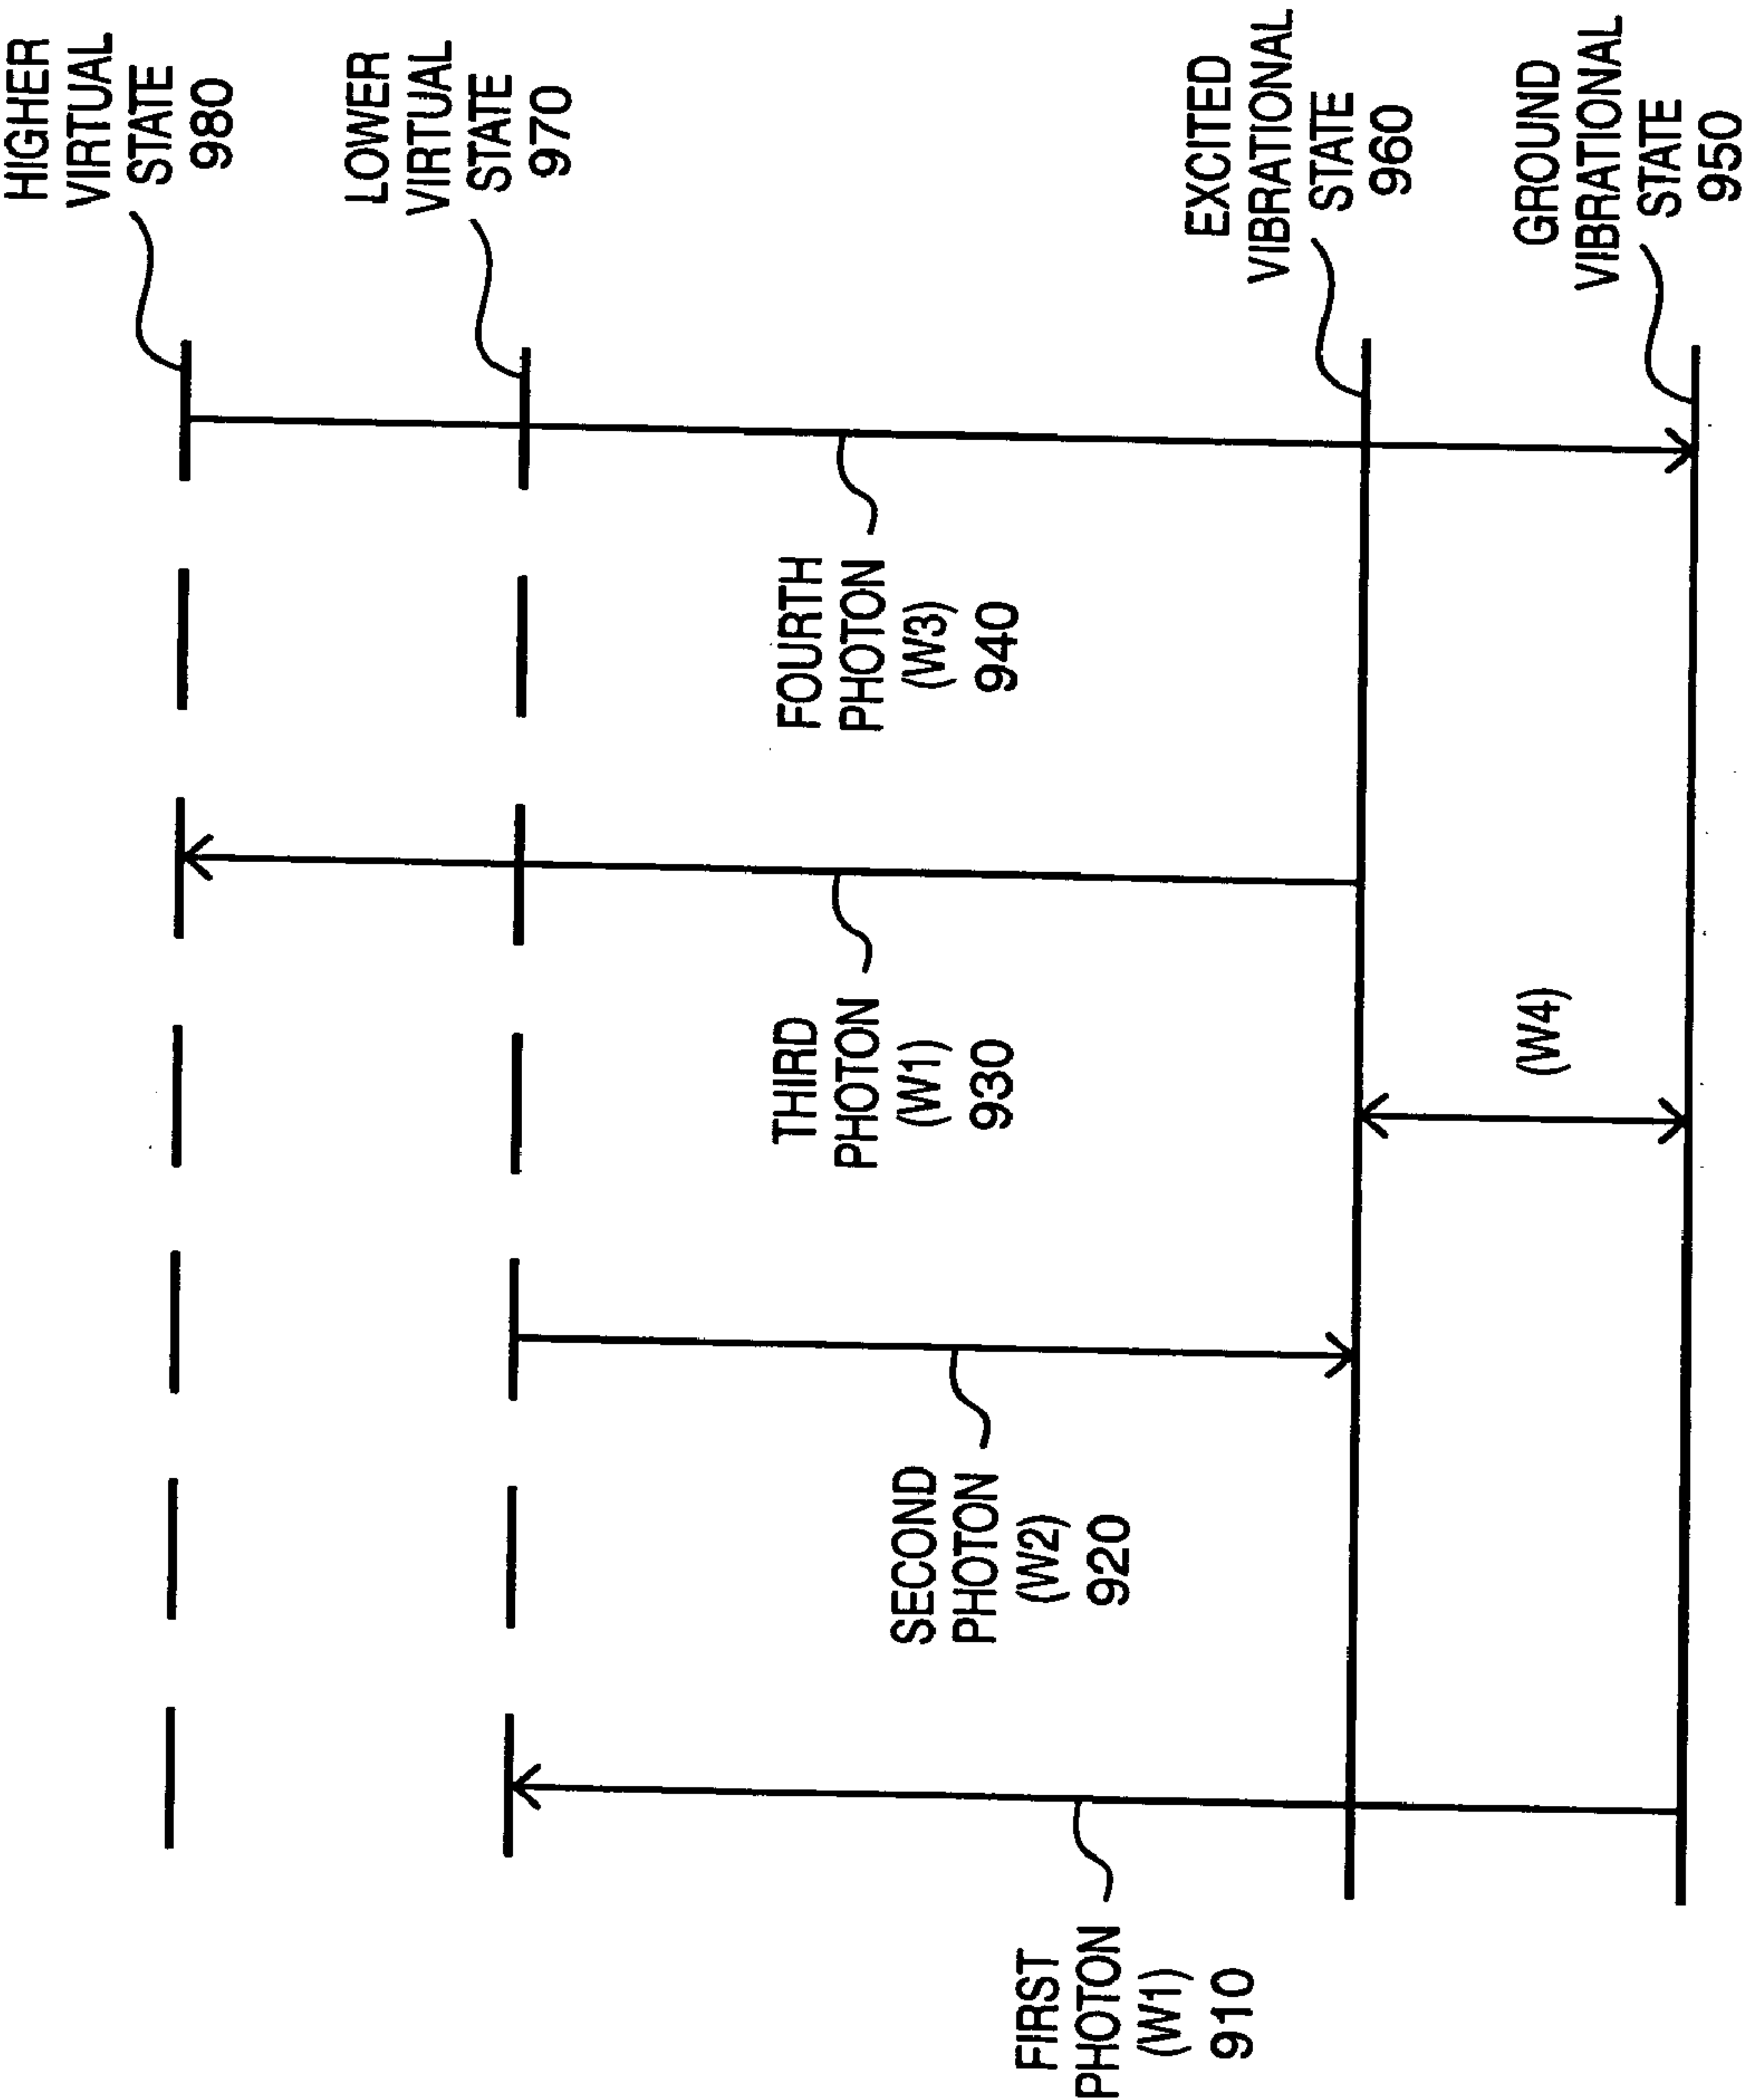 HIGHER
VIRTUAL
STATE
980
LOWER
VIRTUAL
STATE
970
EXCITED
VIBRATIONAL
STATE
960
GROUND
VIBRATIONAL
STATE
950
FIRST
PHOTON
(W1)
910
SECOND
PHOTON
(W2)
920
THIRD
PHOTON
(W1)
930
FOURTH
PHOTON
(W3)
940
(W4)